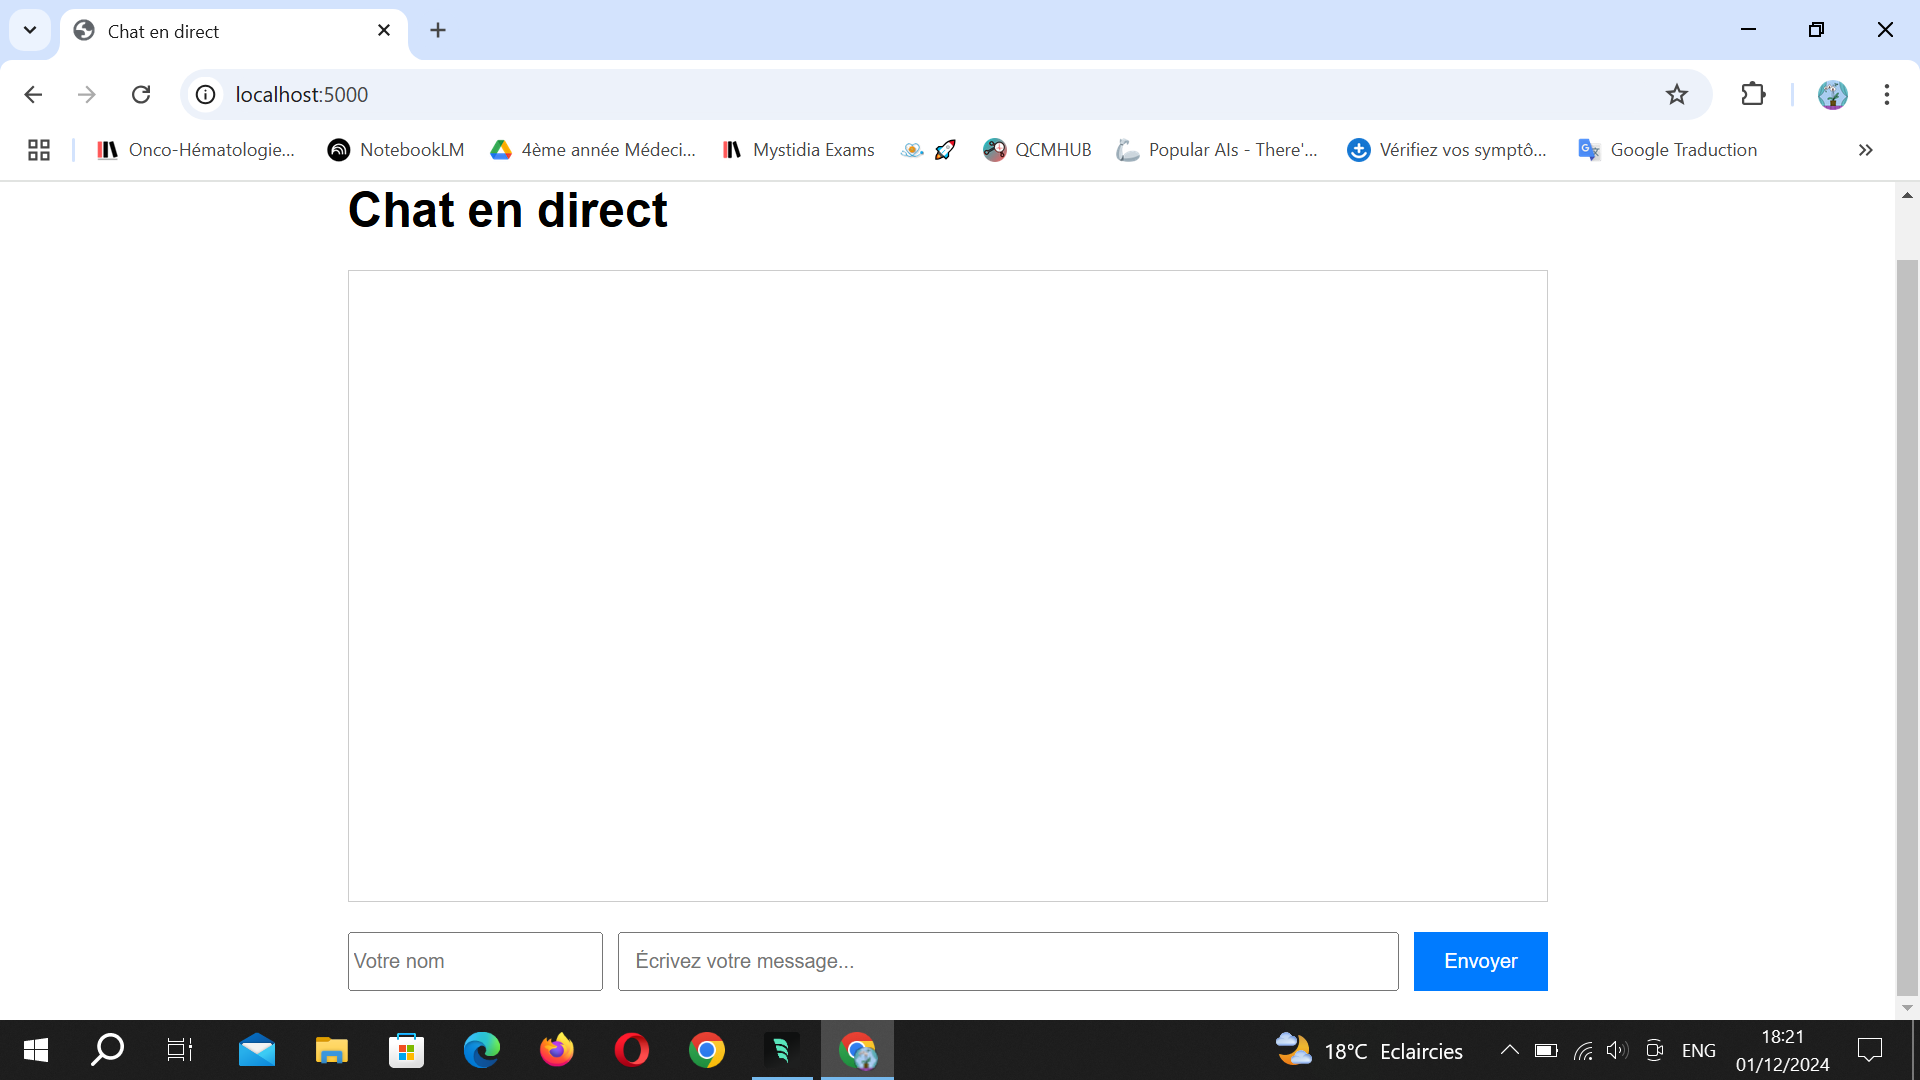 Chat en direct
localhost:5000
Onco-Hématologie...
NotebookLM
4ème année Médeci...
Mystidia Exams
QCMHUB
Popular AIs - There'...
Vérifiez vos symptô...
Google Traduction
Chat en direct
Votre nom
Écrivez votre message...
Envoyer
18°C Eclaircies
ENG
18:21
01/12/2024